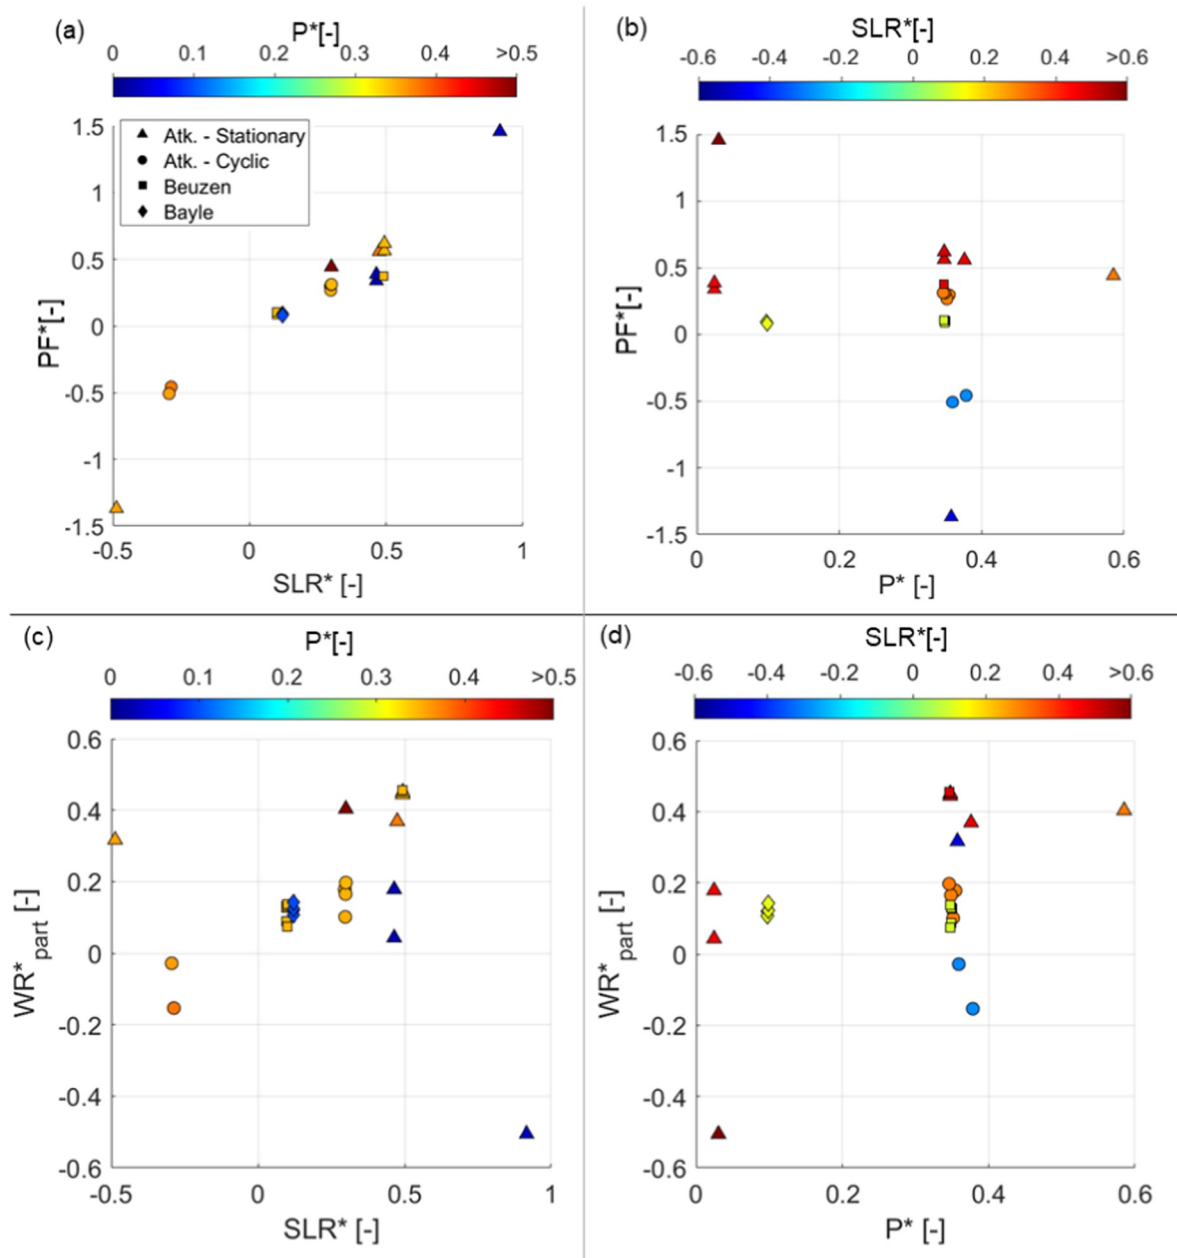 (a)
P*[-]
0 0.1 0.2 0.3 0.4 >0.5
Atk. - Stationary
Atk. - Cyclic
Beuzen
Bayle
1.5
1
0.5
0
-0.5
-1
-1.5
PF*[-]
-0.5 0 0.5 1
SLR* [-]
(b)
SLR*[-]
-0.6 -0.4 -0.2 0 0.2 0.4 >0.6
1.5
1
0.5
0
-0.5
-1
-1.5
PF*[-]
0 0.2 0.4 0.6
P* [-]
(c)
P*[-]
0 0.1 0.2 0.3 0.4 >0.5
0.6
0.4
0.2
0
-0.2
-0.4
-0.6
WR*part [-]
-0.5 0 0.5 1
SLR* [-]
(d)
SLR*[-]
-0.6 -0.4 -0.2 0 0.2 0.4 >0.6
0.6
0.4
0.2
0
-0.2
-0.4
-0.6
WR*part [-]
0 0.2 0.4 0.6
P* [-]